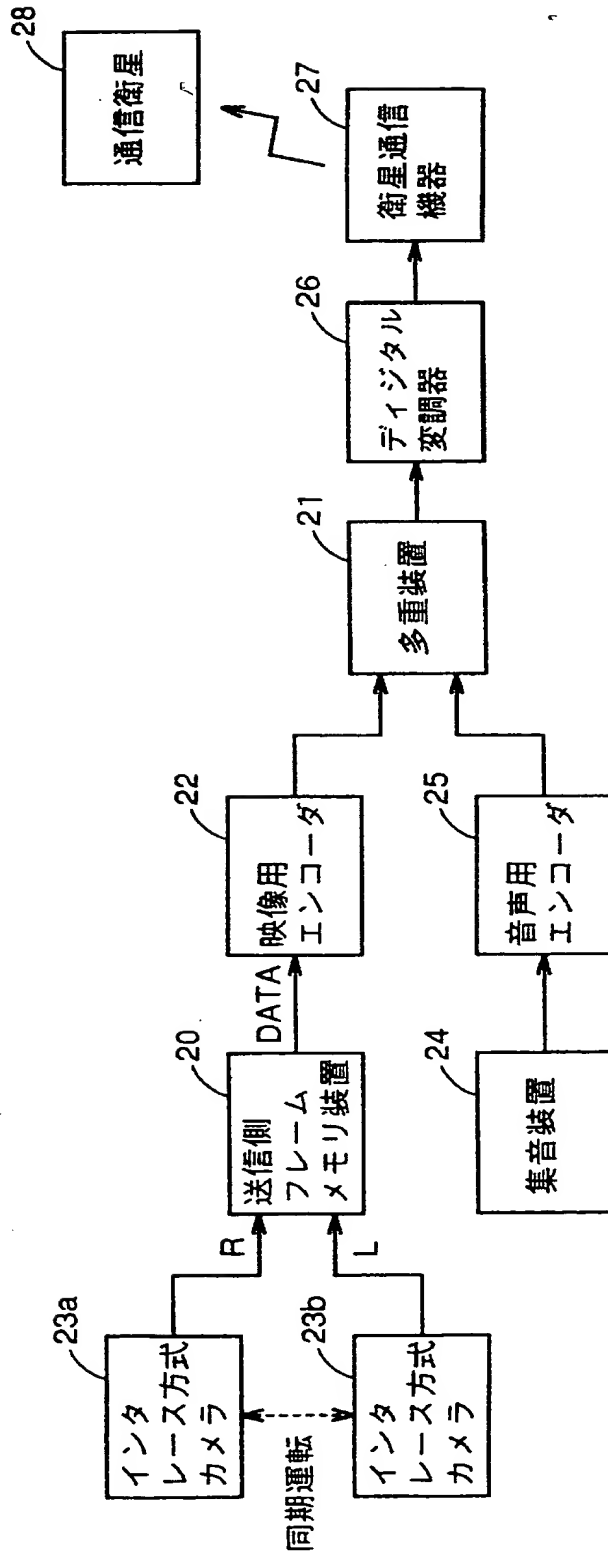 23a
インタ
レース方式
カメラ
同期運転
23b
インタ
レース方式
カメラ
R
L
20
送信側
フレーム
メモリ装置
DATA
22
映像用
エンコーダ
24
集音装置
25
音声用
エンコーダ
21
多重装置
26
ディジタル
変調器
27
衛星通信
機器
28
通信衛星